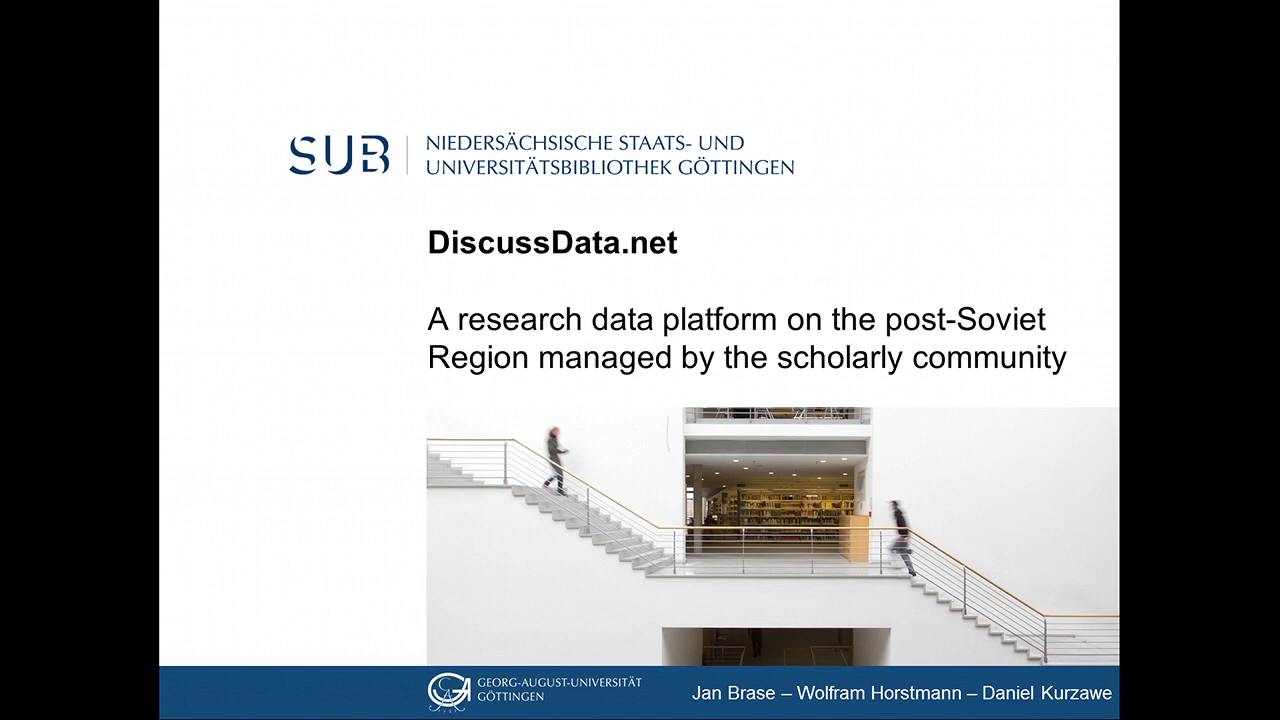 SUB
NIEDERSÄCHSISCHE STAATS- UND
UNIVERSITÄTSBIBLIOTHEK GÖTTINGEN
DiscussData.net
A research data platform on the post-Soviet
Region managed by the scholarly community
GEORG-AUGUST-UNIVERSITÄT
GÖTTINGEN
Jan Brase – Wolfram Horstmann – Daniel Kurzawe